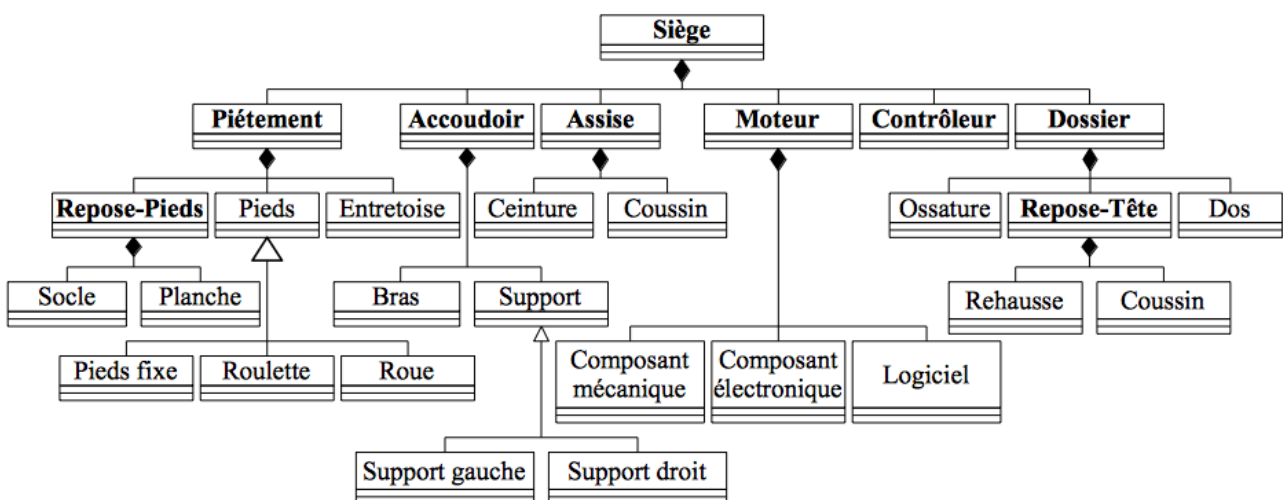 Siège
Piétement
Accoudoir
Assise
Moteur
Contrôleur
Dossier
Repose-Pieds
Pieds
Entretoise
Ceinture
Coussin
Ossature
Repose-Tête
Dos
Socle
Planche
Bras
Support
Rehausse
Coussin
Pieds fixe
Roulette
Roue
Composant
mécanique
Composant
électronique
Logiciel
Support gauche
Support droit